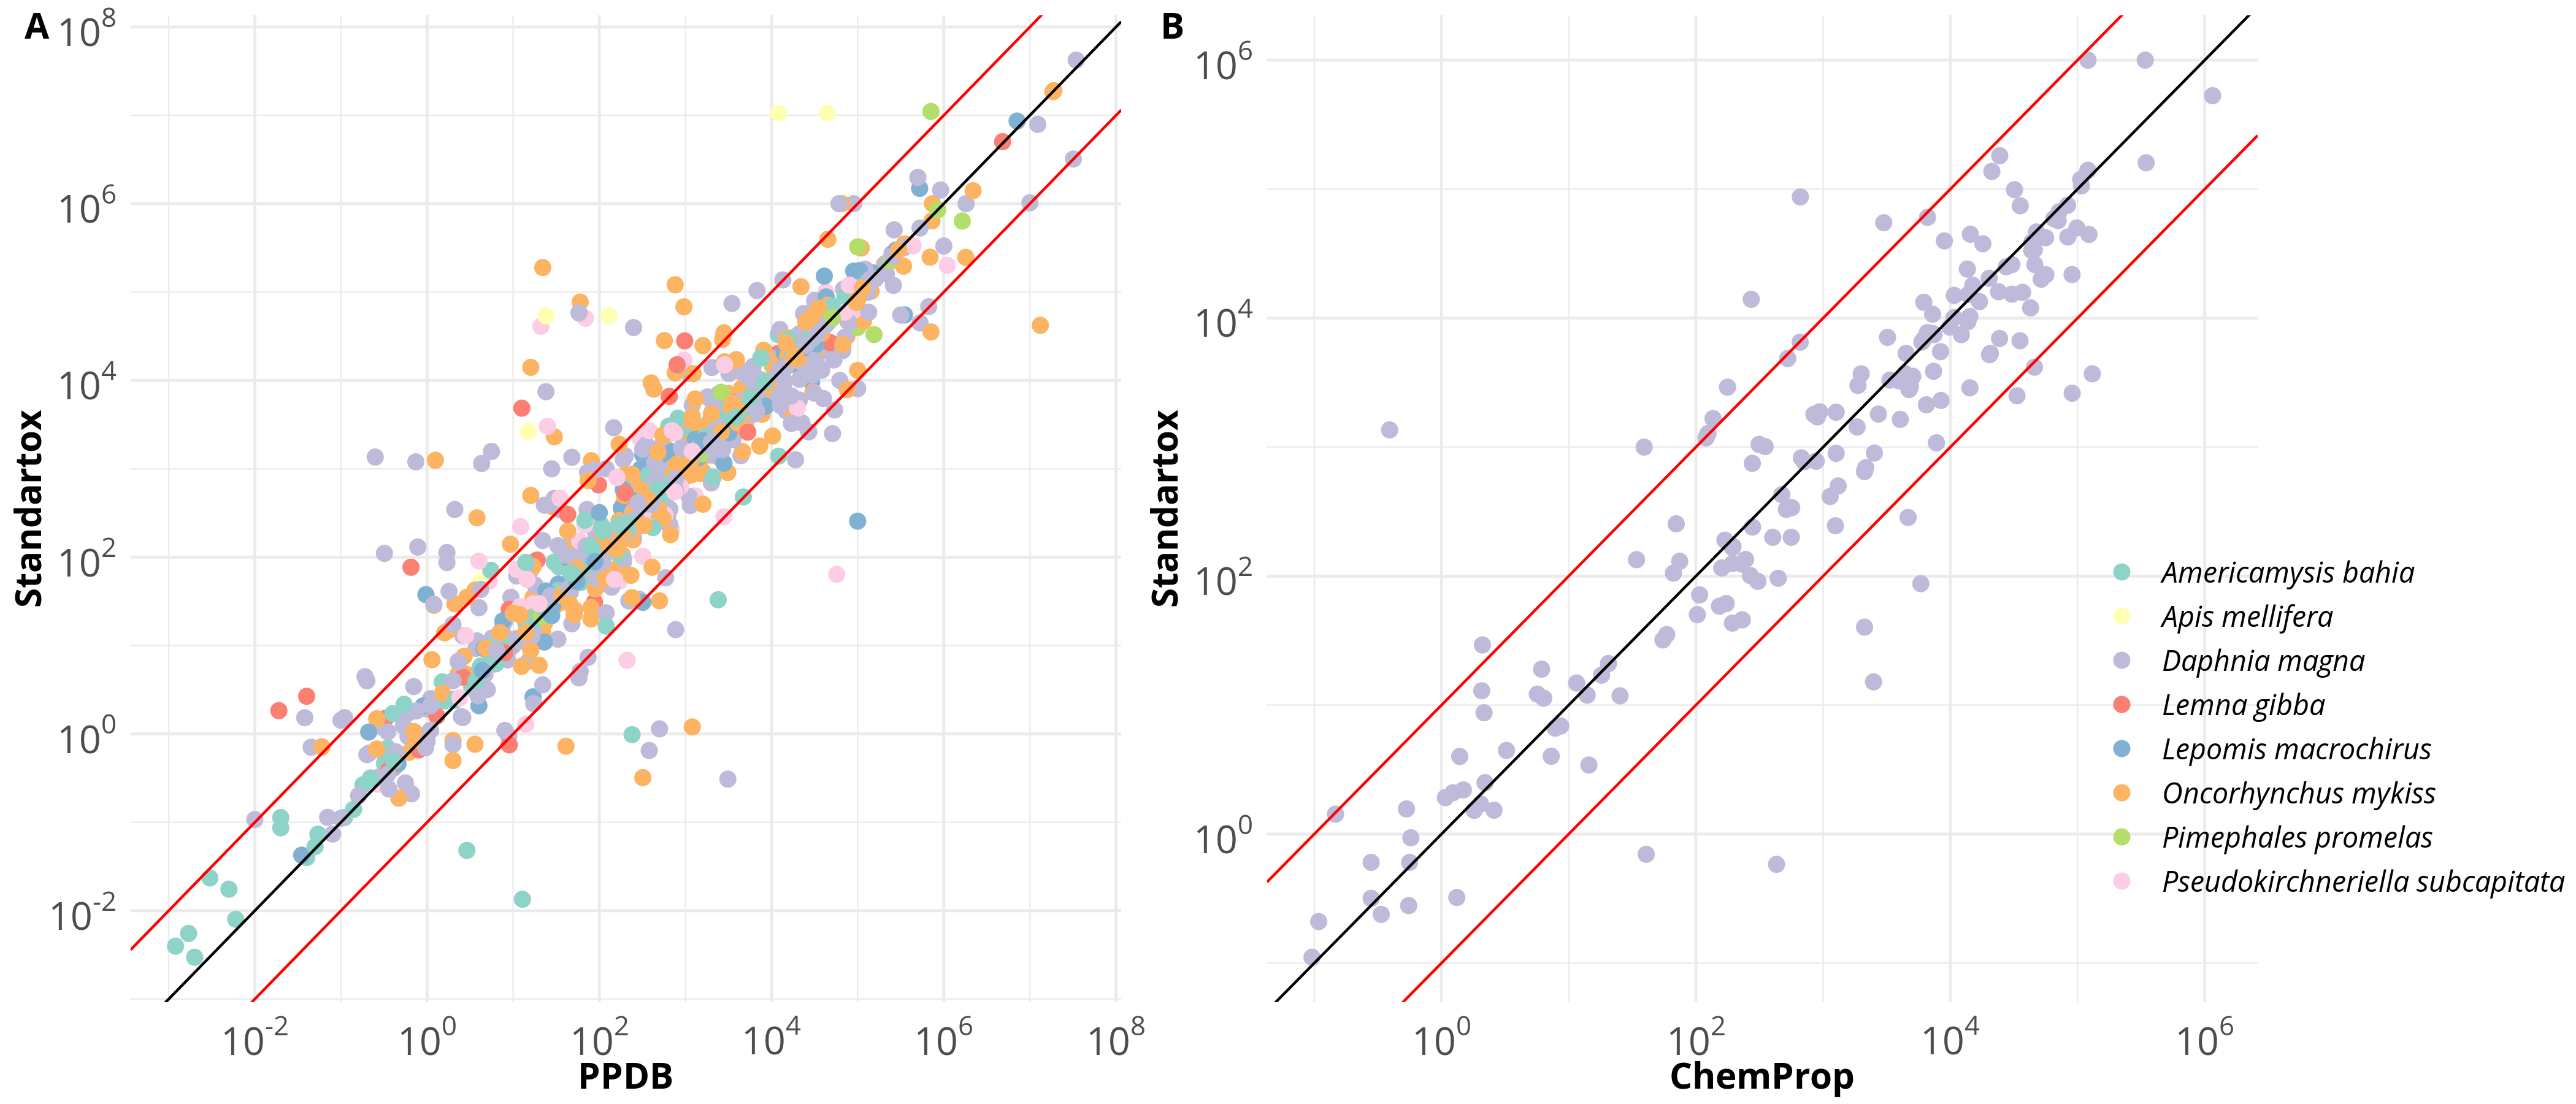 A
10^8
10^6
10^4
10^2
10^0
10^-2
Standartox
10^-2 10^0 10^2 10^4 10^6 10^8
PPDB
B
10^6
10^4
10^2
10^0
Standartox
10^0 10^2 10^4 10^6
ChemProp
Americamysis bahia
Apis mellifera
Daphnia magna
Lemna gibba
Lepomis macrochirus
Oncorhynchus mykiss
Pimephales promelas
Pseudokirchneriella subcapitata